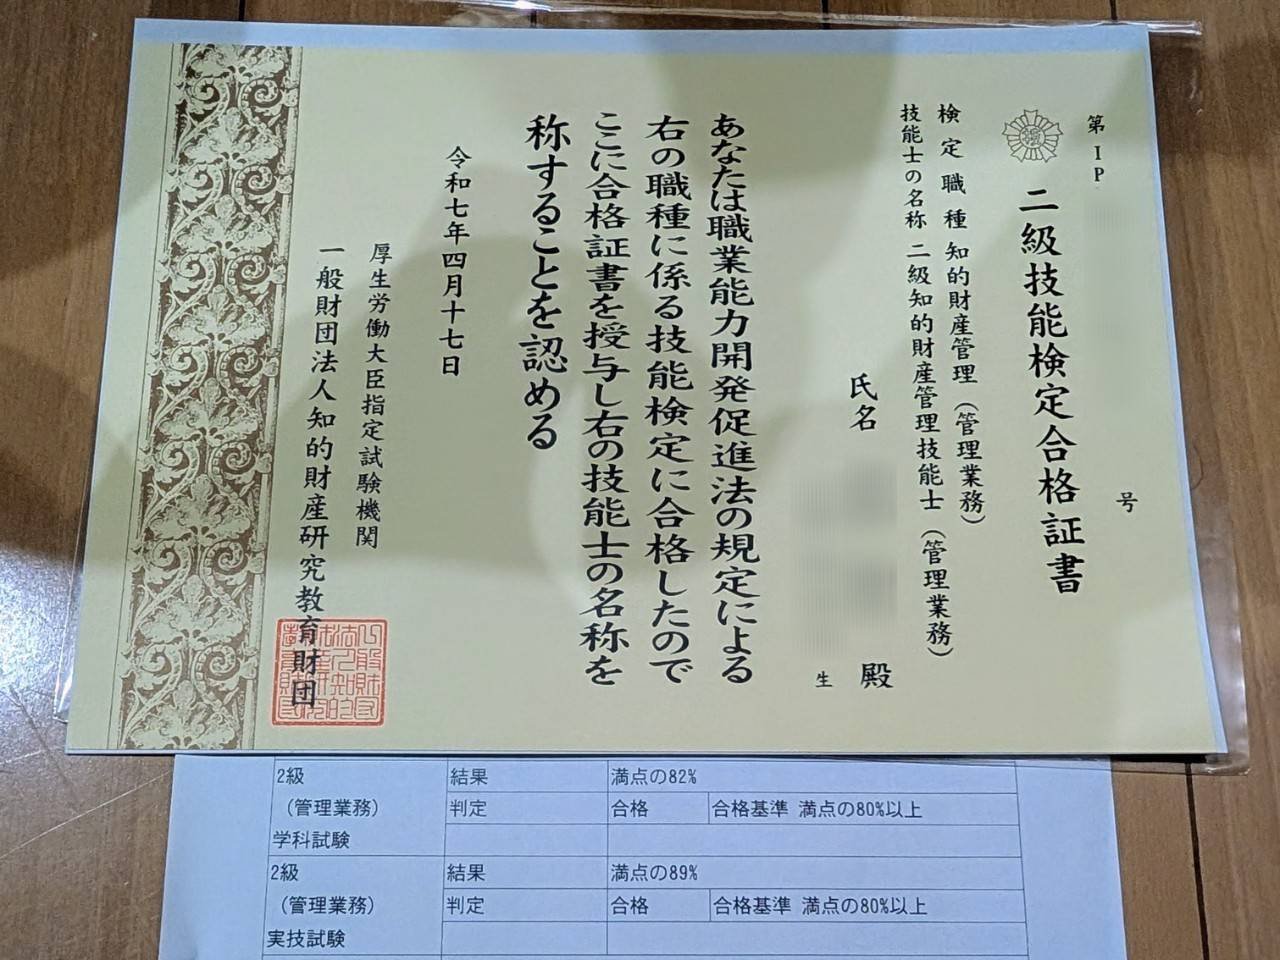 第IP
号
二級技能検定合格証書
検定職種 知的財産管理（管理業務）
技能士の名称 二級知的財産管理技能士（管理業務）
氏名
殿
生
あなたは職業能力開発促進法の規定による
右の職種に係る技能検定に合格したので
ここに合格証書を授与し右の技能士の名称を
称することを認める
令和七年四月十七日
厚生労働大臣指定試験機関
一般財団法人知的財産研究教育財団
2級
（管理業務）
学科試験
結果
満点の82%
判定
合格
合格基準 満点の80%以上
2級
（管理業務）
実技試験
結果
満点の89%
判定
合格
合格基準 満点の80%以上